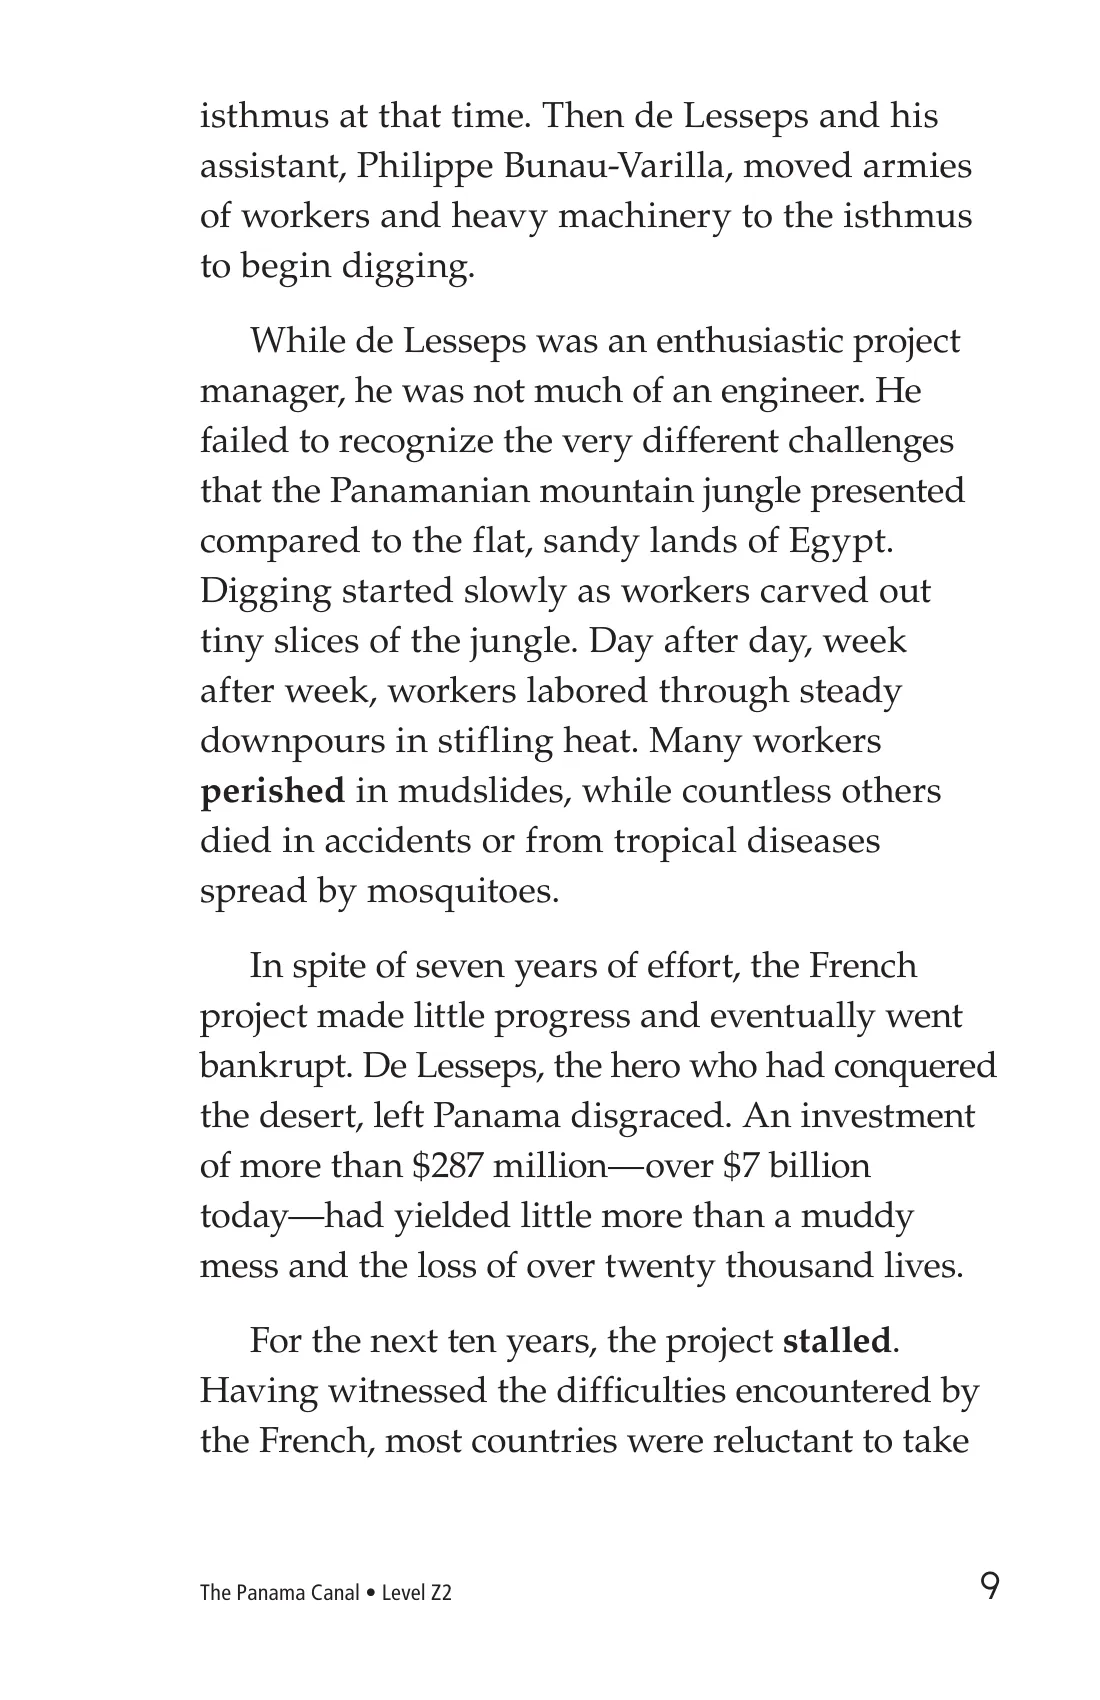 isthmus at that time. Then de Lesseps and his
assistant, Philippe Bunau-Varilla, moved armies
of workers and heavy machinery to the isthmus
to begin digging.
While de Lesseps was an enthusiastic project
manager, he was not much of an engineer. He
failed to recognize the very different challenges
that the Panamanian mountain jungle presented
compared to the flat, sandy lands of Egypt.
Digging started slowly as workers carved out
tiny slices of the jungle. Day after day, week
after week, workers labored through steady
downpours in stifling heat. Many workers
perished in mudslides, while countless others
died in accidents or from tropical diseases
spread by mosquitoes.
In spite of seven years of effort, the French
project made little progress and eventually went
bankrupt. De Lesseps, the hero who had conquered
the desert, left Panama disgraced. An investment
of more than $287 million—over $7 billion
today—had yielded little more than a muddy
mess and the loss of over twenty thousand lives.
For the next ten years, the project stalled.
Having witnessed the difficulties encountered by
the French, most countries were reluctant to take
The Panama Canal • Level Z2
9